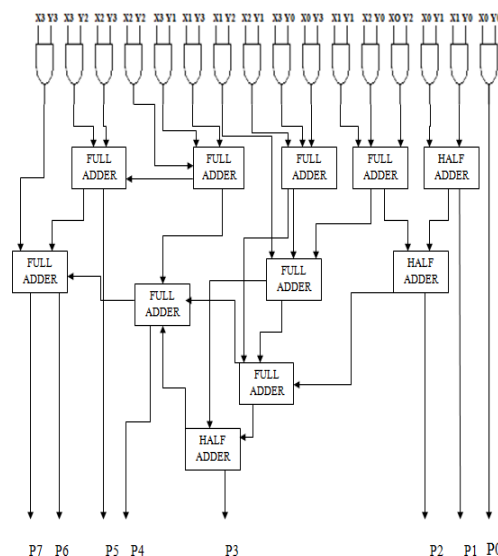 X3 Y3 X3 Y2 X2 Y3 X2 Y2 X3 Y1 X1 Y3 X1 Y2 X2 Y1 X3 Y0 X0 Y3 X1 Y1 X2 Y0 XO Y2 X0 Y1 X1 Y0 X0 Y0
FULL
ADDER
FULL
ADDER
FULL
ADDER
FULL
ADDER
HALF
ADDER
FULL
ADDER
FULL
ADDER
FULL
ADDER
HALF
ADDER
FULL
ADDER
HALF
ADDER
P7 P6 P5 P4 P3 P2 P1 P0